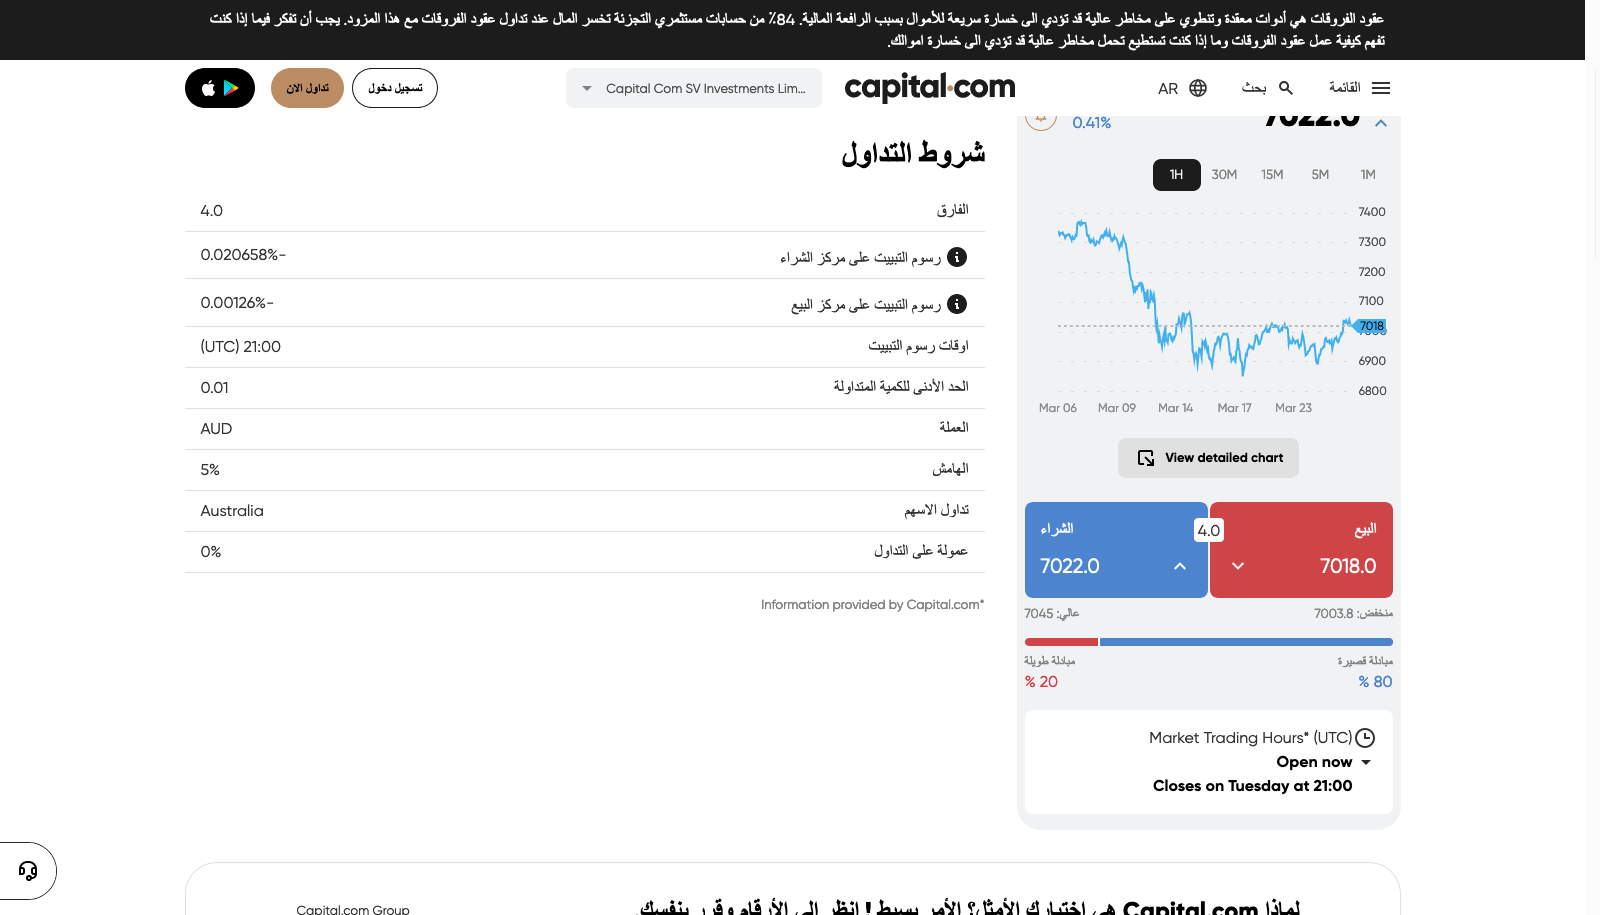 عقود الفروقات هي أدوات معقدة وتنطوي على مخاطر عالية قد تؤدي الى خسارة سريعة للأموال بسبب الرافعة المالية. 84٪ من حسابات مستثمري التجزئة تخسر المال عند تداول عقود الفروقات مع هذا المزود. يجب أن تفكر فيما إذا كنت
تفهم كيفية عمل عقود الفروقات وما إذا كنت تستطيع تحمل مخاطر عالية قد تؤدي الى خسارة اموالك.
القائمة
بحث
AR
capital.com
Capital Com SV Investments Lim...
تسجيل دخول
تداول الان
7022.0
0.41%
1H 30M 15M 5M 1M
7400
7300
7200
7100
7018
7000
6900
6800
Mar 06 Mar 09 Mar 14 Mar 17 Mar 23
View detailed chart
البيع
7018.0
4.0
الشراء
7022.0
منخفض: 7003.8
عالي: 7045
مبادلة قصيرة
مبادلة طويلة
% 80
% 20
Market Trading Hours* (UTC)
Open now
Closes on Tuesday at 21:00
شروط التداول
الفارق 4.0
رسوم التبييت على مركز الشراء -0.020658%
رسوم التبييت على مركز البيع -0.00126%
اوقات رسوم التبييت 21:00 (UTC)
الحد الأدنى للكمية المتداولة 0.01
العملة AUD
الهامش 5%
تداول الاسهم Australia
عمولة على التداول 0%
Information provided by Capital.com*
لماذا Capital.com هي اختيارك الأمثل؟ الأمر بسيط ! انظر الى الأرقام وقرر بنفسك.
Capital.com Group